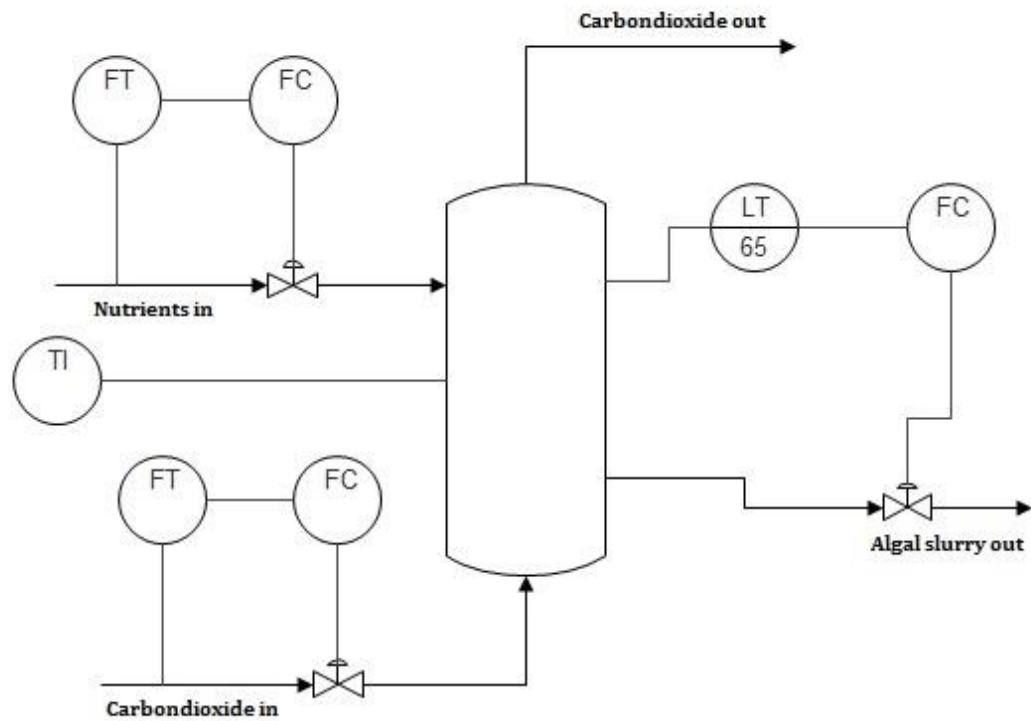 Carbondioxide out
FT
FC
LT
65
FC
Nutrients in
TI
FT
FC
Algal slurry out
Carbondioxide in